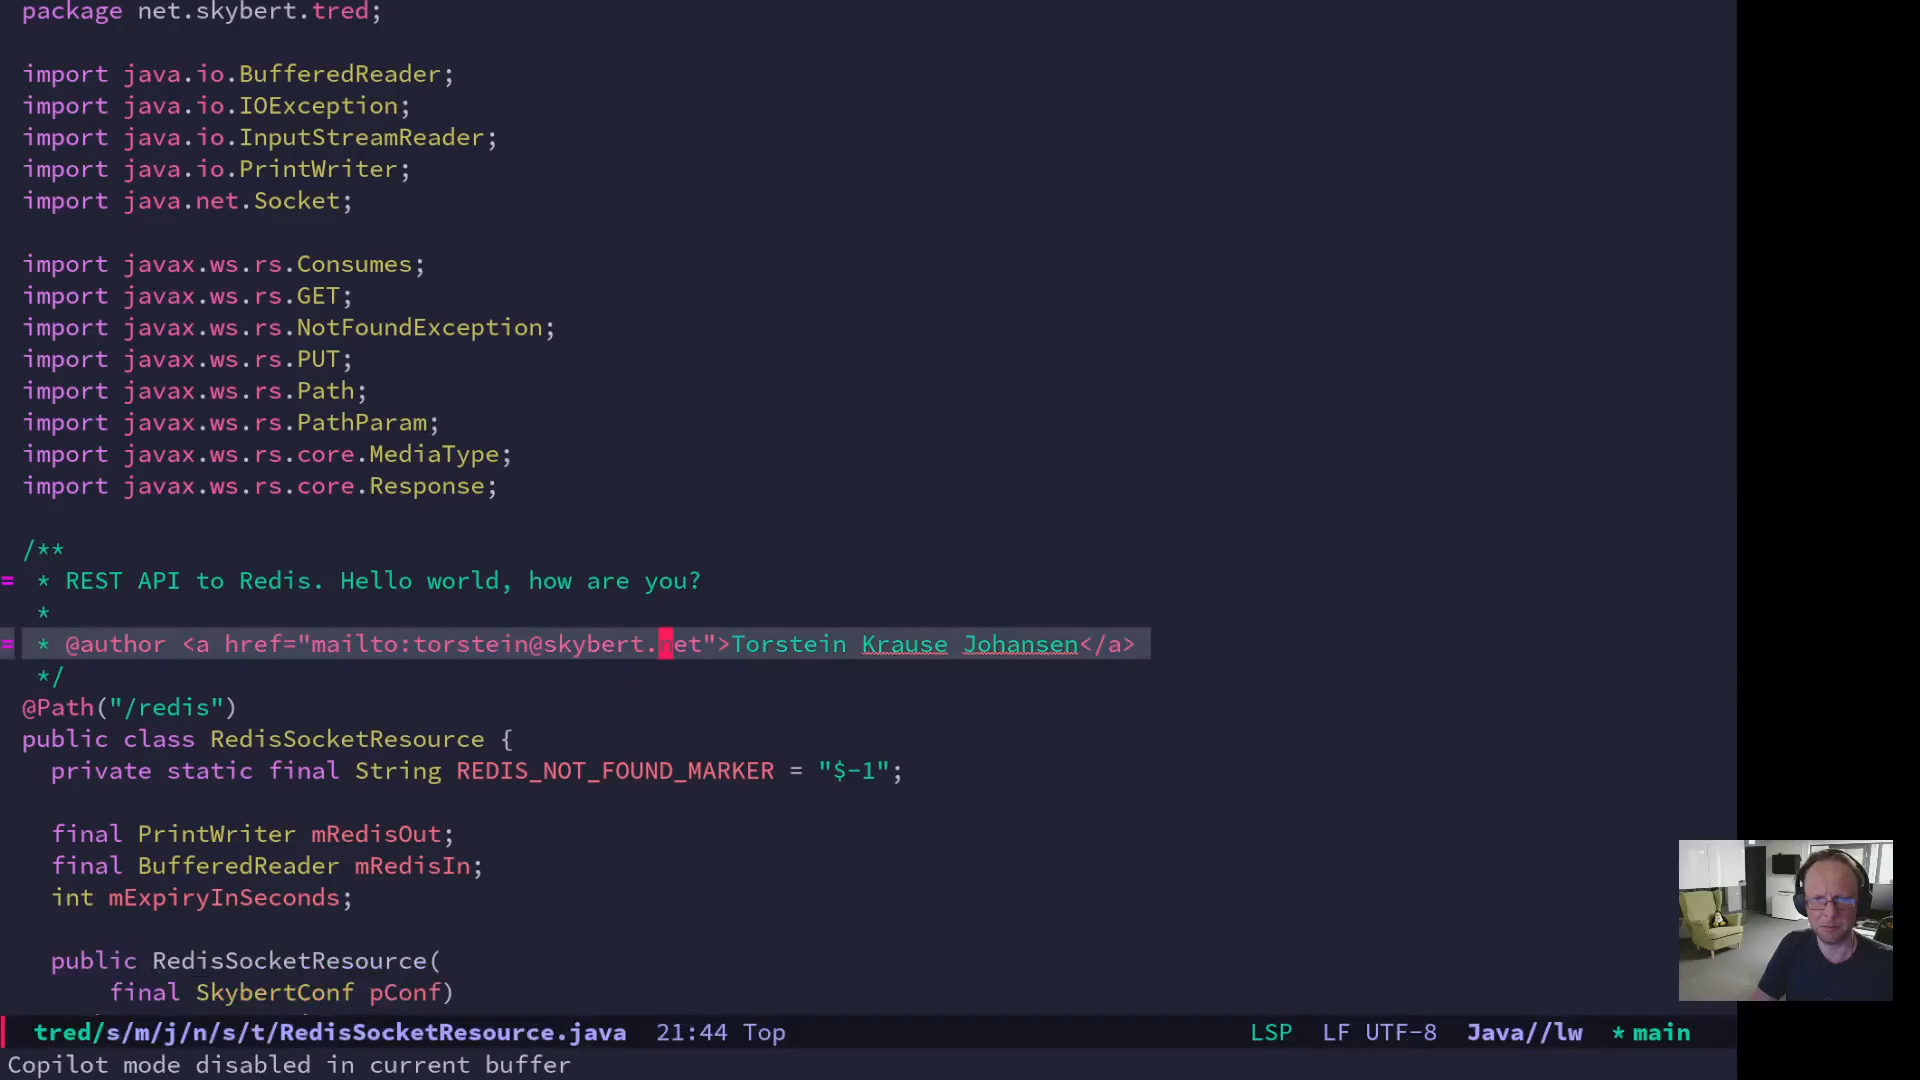 package net.skybert.tred;
import java.io.BufferedReader;
import java.io.IOException;
import java.io.InputStreamReader;
import java.io.PrintWriter;
import java.net.Socket;
import javax.ws.rs.Consumes;
import javax.ws.rs.GET;
import javax.ws.rs.NotFoundException;
import javax.ws.rs.PUT;
import javax.ws.rs.Path;
import javax.ws.rs.PathParam;
import javax.ws.rs.core.MediaType;
import javax.ws.rs.core.Response;
/**
= * REST API to Redis. Hello world, how are you?
*
= * @author <a href="mailto:torstein@skybert.net">Torstein Krause Johansen</a>
*/
@Path("/redis")
public class RedisSocketResource {
private static final String REDIS_NOT_FOUND_MARKER = "$-1";
final PrintWriter mRedisOut;
final BufferedReader mRedisIn;
int mExpiryInSeconds;
public RedisSocketResource(
final SkybertConf pConf)
tred/s/m/j/n/s/t/RedisSocketResource.java 21:44 Top LSP LF UTF-8 Java//lw * main
Copilot mode disabled in current buffer